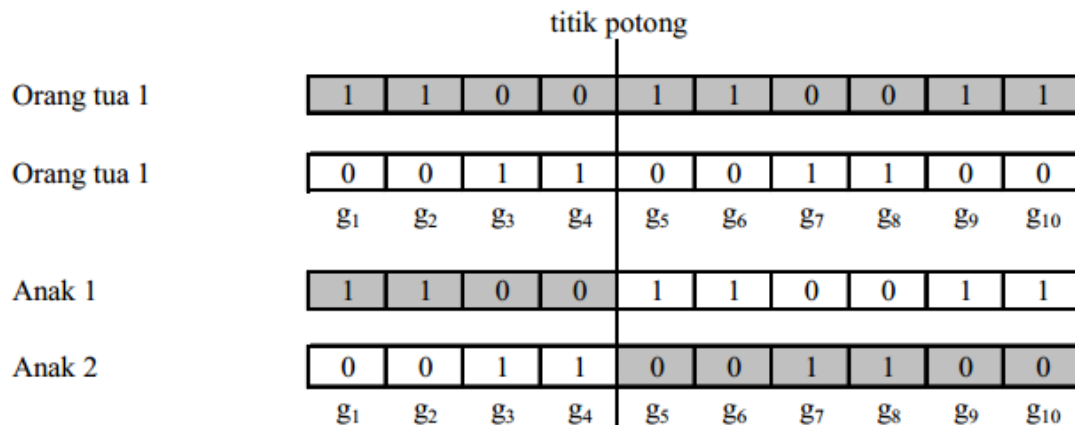 titik potong
Orang tua 1 1 1 0 0 1 1 0 0 1 1
Orang tua 1 0 0 1 1 0 0 1 1 0 0
g₁ g₂ g₃ g₄ g₅ g₆ g₇ g₈ g₉ g₁₀
Anak 1 1 1 0 0 1 1 0 0 1 1
Anak 2 0 0 1 1 0 0 1 1 0 0
g₁ g₂ g₃ g₄ g₅ g₆ g₇ g₈ g₉ g₁₀